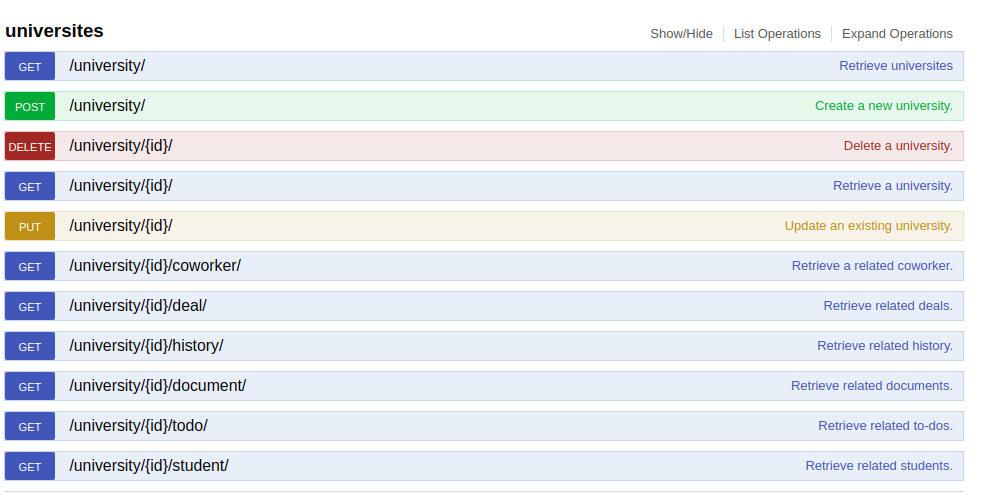 universites Show/Hide List Operations Expand Operations
GET /university/ Retrieve universites
POST /university/ Create a new university.
DELETE /university/{id}/ Delete a university.
GET /university/{id}/ Retrieve a university.
PUT /university/{id}/ Update an existing university.
GET /university/{id}/coworker/ Retrieve a related coworker.
GET /university/{id}/deal/ Retrieve related deals.
GET /university/{id}/history/ Retrieve related history.
GET /university/{id}/document/ Retrieve related documents.
GET /university/{id}/todo/ Retrieve related to-dos.
GET /university/{id}/student/ Retrieve related students.